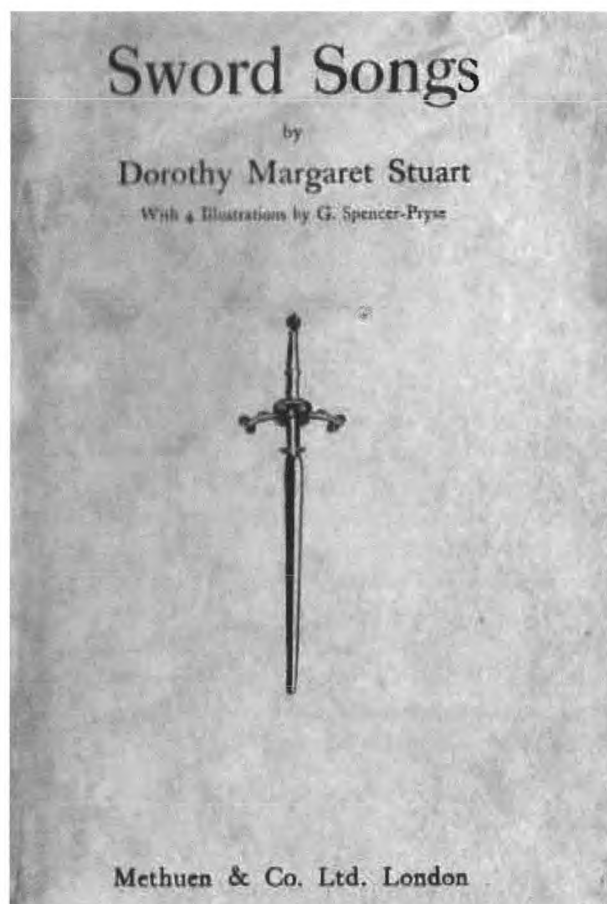 Sword Songs
by
Dorothy Margaret Stuart
With 4 Illustrations by G. Spencer-Pryse
Methuen & Co. Ltd. London